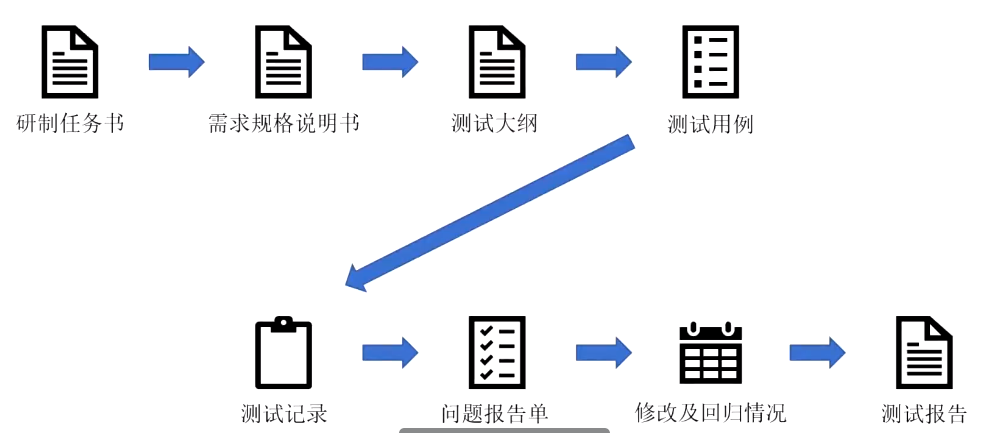 研制任务书
需求规格说明书
测试大纲
测试用例
测试记录
问题报告单
修改及回归情况
测试报告